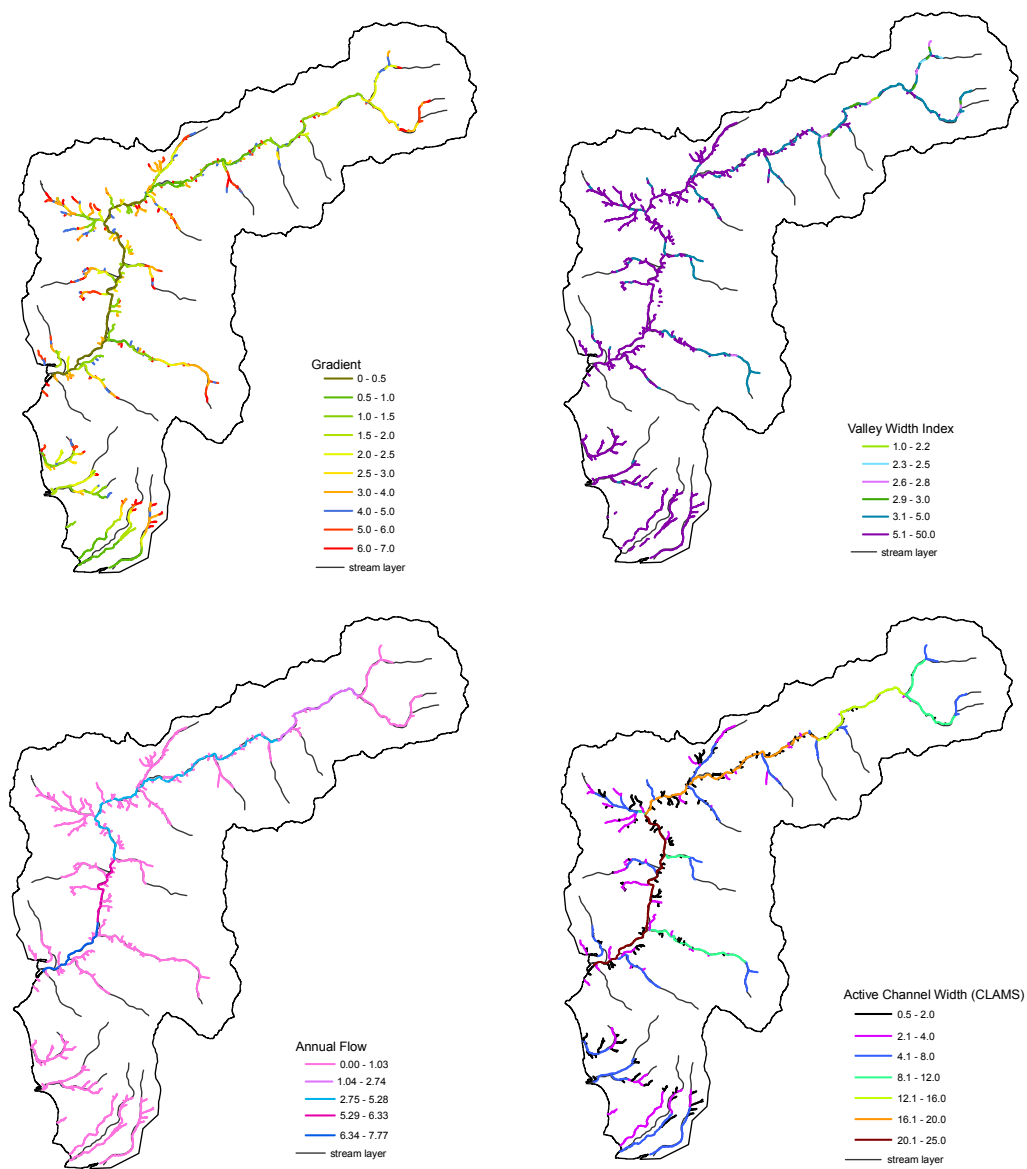 Gradient
0 - 0.5
0.5 - 1.0
1.0 - 1.5
1.5 - 2.0
2.0 - 2.5
2.5 - 3.0
3.0 - 4.0
4.0 - 5.0
5.0 - 6.0
6.0 - 7.0
stream layer
Valley Width Index
1.0 - 2.2
2.3 - 2.5
2.6 - 2.8
2.9 - 3.0
3.1 - 5.0
5.1 - 50.0
stream layer
Annual Flow
0.00 - 1.03
1.04 - 2.74
2.75 - 5.28
5.29 - 6.33
6.34 - 7.77
stream layer
Active Channel Width (CLAMS)
0.5 - 2.0
2.1 - 4.0
4.1 - 8.0
8.1 - 12.0
12.1 - 16.0
16.1 - 20.0
20.1 - 25.0
stream layer